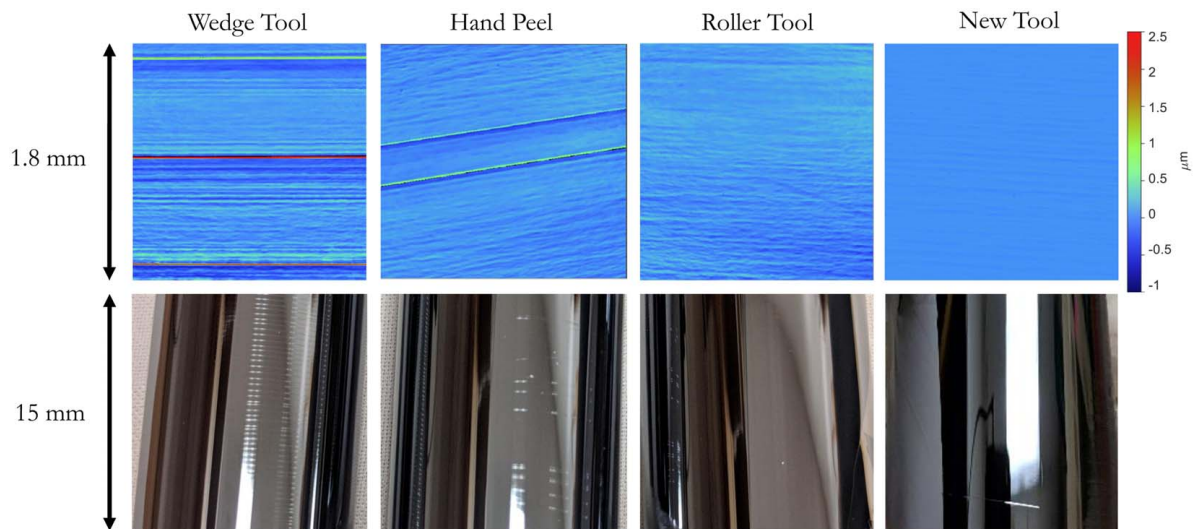 Wedge Tool
Hand Peel
Roller Tool
New Tool
1.8 mm
2.5
2
1.5
1
0.5
0
-0.5
-1
μm
15 mm